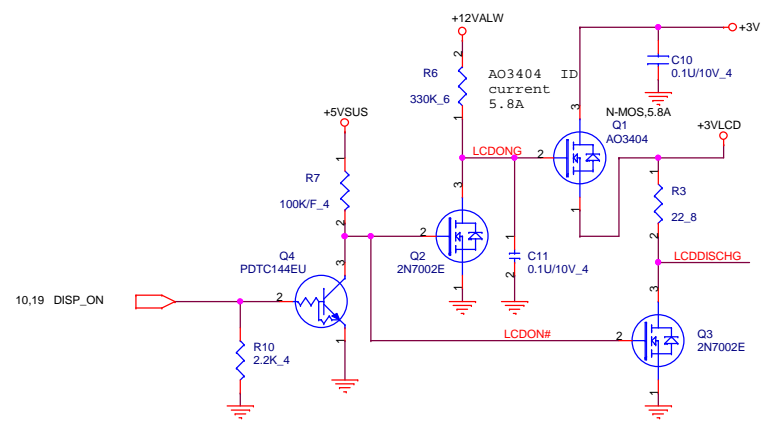 +12VALW
+3V
R6
330K_6
2
1
AO3404 ID
current
5.8A
C10
0.1U/10V_4
+5VSUS
3
N-MOS,5.8A
Q1
AO3404
+3VLCD
LCDONG
2
1
R7
100K/F_4
1
2
3
2
Q2
2N7002E
1
1
C11
0.1U/10V_4
2
1
R3
22_8
2
LCDDISCHG
Q4
PDTC144EU
3
2
1
10,19 DISP_ON
R10
2.2K_4
LCDON#
3
2
Q3
2N7002E
1